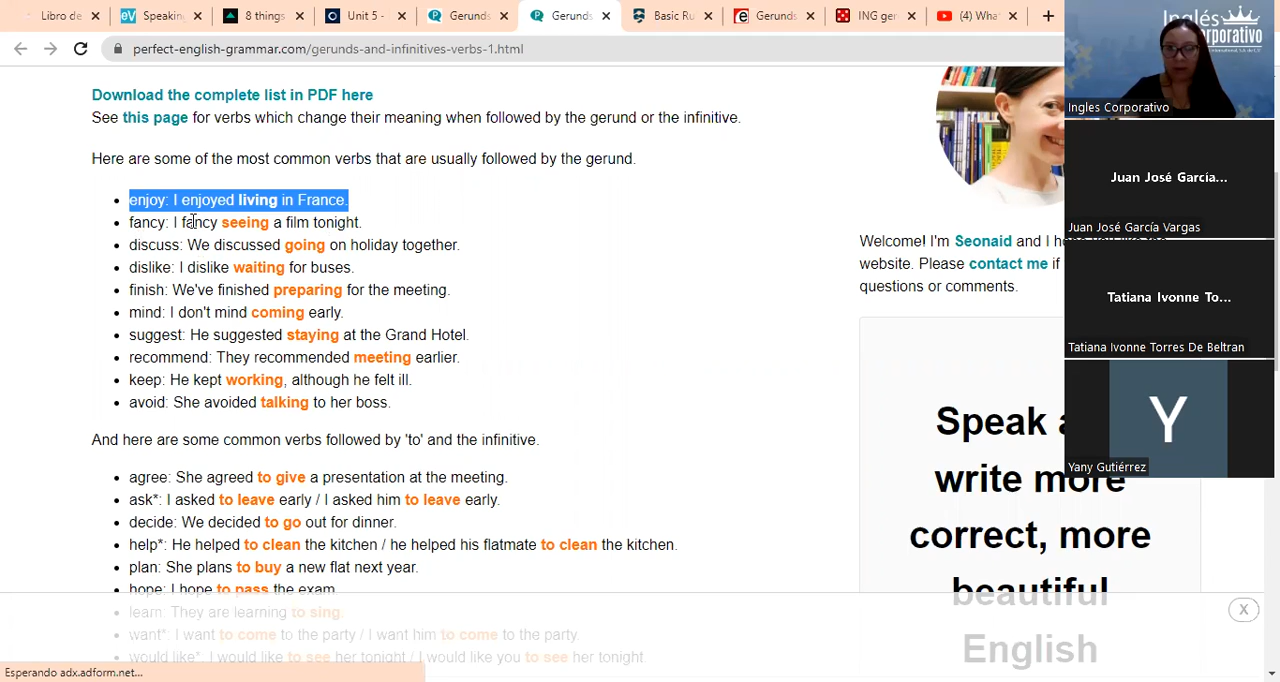 Libro de
Speaking
8 things
Unit 5 -
Gerunds
Gerunds
Basic Ru
Gerunds
ING ger
(4) Wha
perfect-english-grammar.com/gerunds-and-infinitives-verbs-1.html
Download the complete list in PDF here
See this page for verbs which change their meaning when followed by the gerund or the infinitive.
Here are some of the most common verbs that are usually followed by the gerund.
enjoy: I enjoyed living in France.
fancy: I fancy seeing a film tonight.
discuss: We discussed going on holiday together.
dislike: I dislike waiting for buses.
finish: We've finished preparing for the meeting.
mind: I don't mind coming early.
suggest: He suggested staying at the Grand Hotel.
recommend: They recommended meeting earlier.
keep: He kept working, although he felt ill.
avoid: She avoided talking to her boss.
And here are some common verbs followed by 'to' and the infinitive.
agree: She agreed to give a presentation at the meeting.
ask*: I asked to leave early / I asked him to leave early.
decide: We decided to go out for dinner.
help*: He helped to clean the kitchen / he helped his flatmate to clean the kitchen.
plan: She plans to buy a new flat next year.
hope: I hope to pass the exam.
learn: They are learning to sing.
want*: I want to come to the party / I want him to come to the party.
would like*: I would like to see her tonight / I would like you to see her tonight.
Esperando adx.adform.net...
Welcome! I'm Seonaid and I
website. Please contact me if
questions or comments.
Speak
write more
correct, more
beautiful
English
X
Inglés
Ingles Corporativo
Juan José García...
Juan José García Vargas
Tatiana Ivonne To...
Tatiana Ivonne Torres De Beltran
Y
Yany Gutiérrez